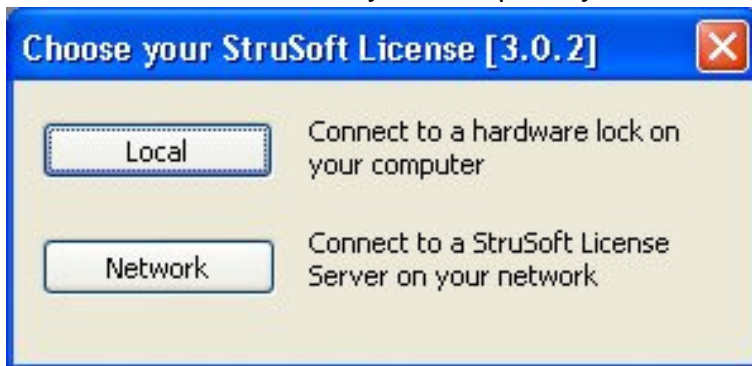 Choose your StruSoft License [3.0.2]
Local
Connect to a hardware lock on
your computer
Network
Connect to a StruSoft License
Server on your network